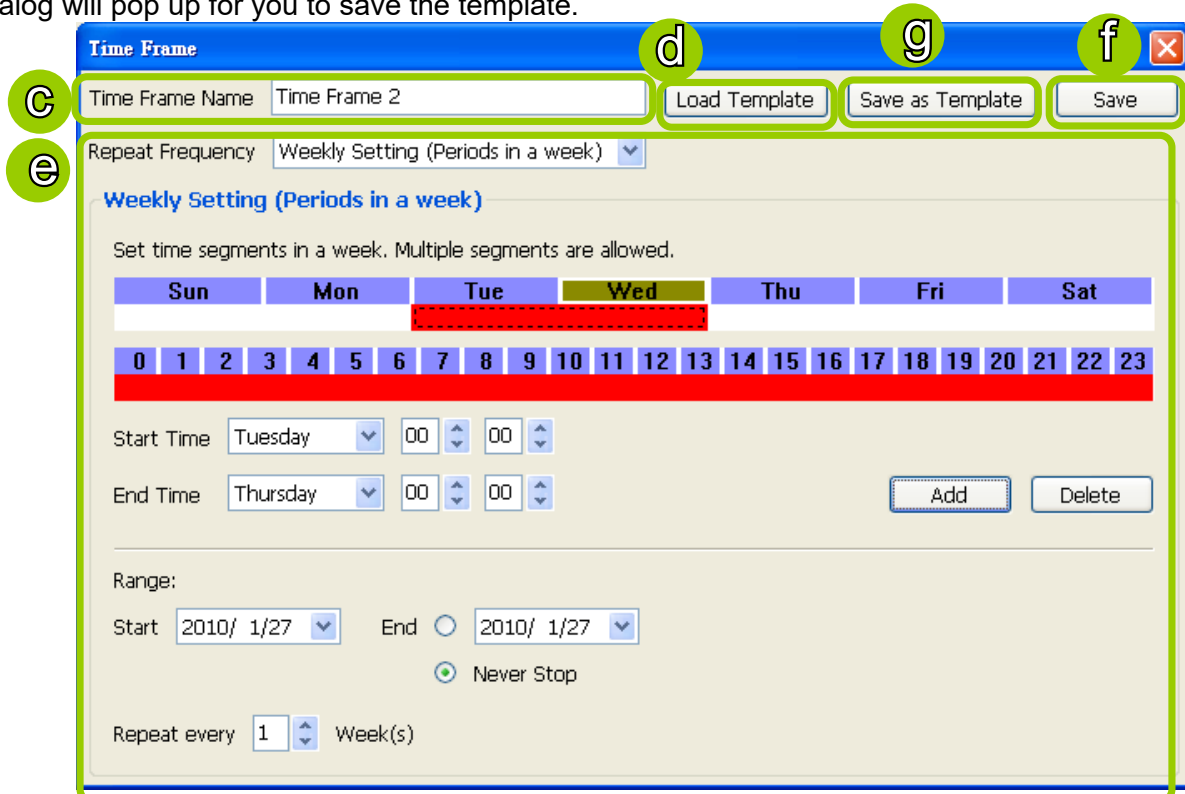 alog will pop up for you to save the template.
d g f
Time Frame
c Time Frame Name Time Frame 2 Load Template Save as Template Save
e Repeat Frequency Weekly Setting (Periods in a week)
Weekly Setting (Periods in a week)
Set time segments in a week. Multiple segments are allowed.
Sun Mon Tue Wed Thu Fri Sat
0 1 2 3 4 5 6 7 8 9 10 11 12 13 14 15 16 17 18 19 20 21 22 23
Start Time Tuesday 00 00
End Time Thursday 00 00 Add Delete
Range:
Start 2010/ 1/27 End 2010/ 1/27
Never Stop
Repeat every 1 Week(s)